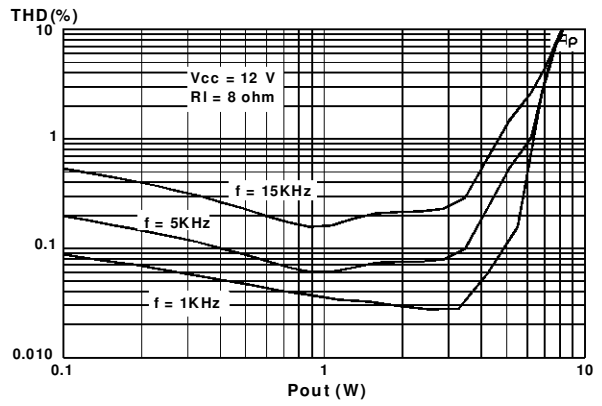 THD(%)
10
Vcc = 12 V
Rl = 8 ohm
1
f = 15KHz
f = 5KHz
0.1
f = 1KHz
0.010
0.1
1
10
Pout (W)